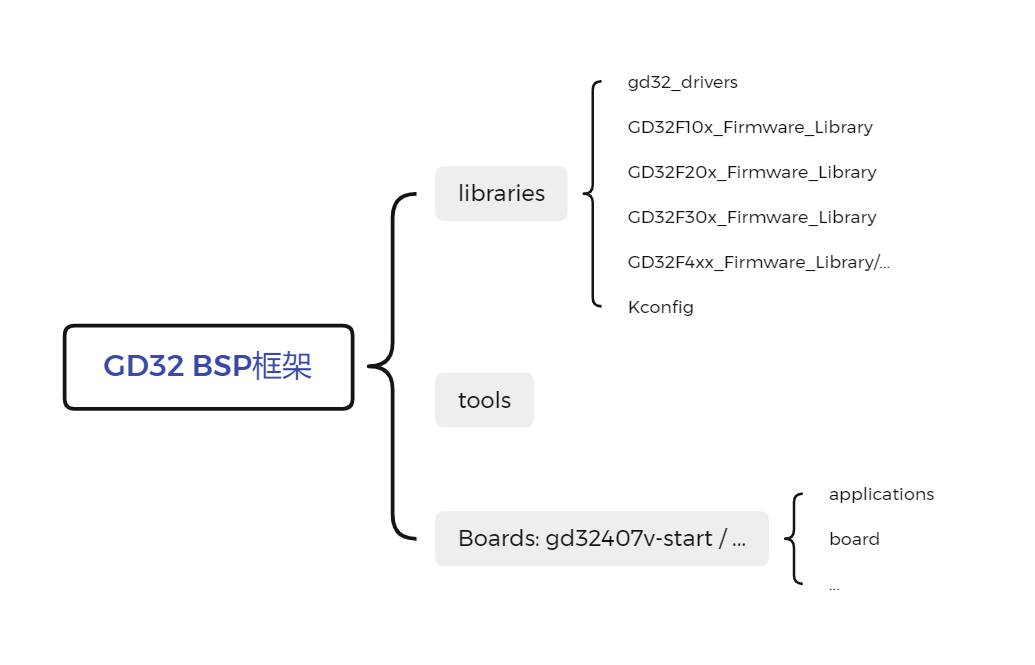 GD32 BSP框架
libraries
gd32_drivers
GD32F10x_Firmware_Library
GD32F20x_Firmware_Library
GD32F30x_Firmware_Library
GD32F4xx_Firmware_Library/...
Kconfig
tools
Boards: gd32407v-start / ...
applications
board
...